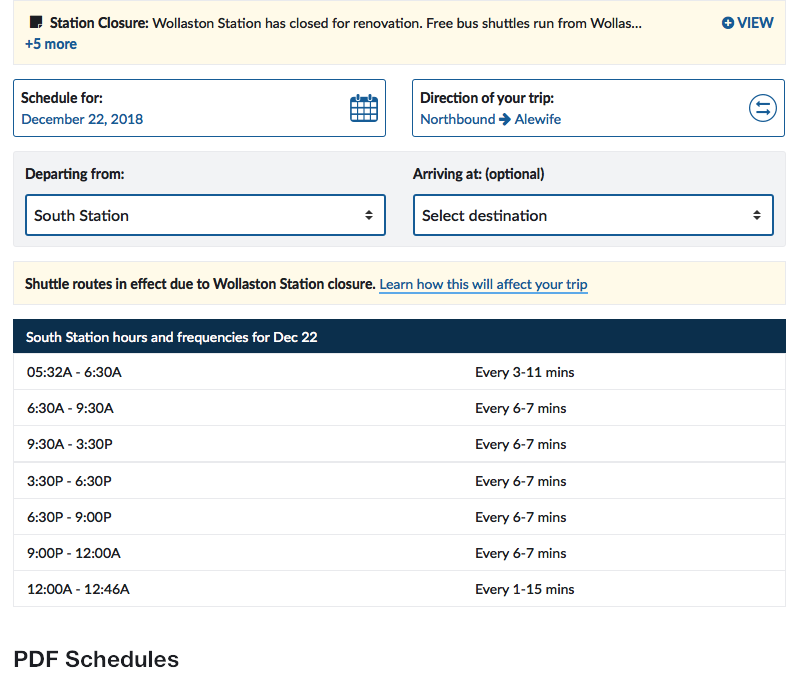 Station Closure: Wollaston Station has closed for renovation. Free bus shuttles run from Wollas...
VIEW
+5 more
Schedule for:
December 22, 2018
Direction of your trip:
Northbound → Alewife
Departing from:
South Station
Arriving at: (optional)
Select destination
Shuttle routes in effect due to Wollaston Station closure. Learn how this will affect your trip
South Station hours and frequencies for Dec 22
05:32A - 6:30A Every 3-11 mins
6:30A - 9:30A Every 6-7 mins
9:30A - 3:30P Every 6-7 mins
3:30P - 6:30P Every 6-7 mins
6:30P - 9:00P Every 6-7 mins
9:00P - 12:00A Every 6-7 mins
12:00A - 12:46A Every 1-15 mins
PDF Schedules